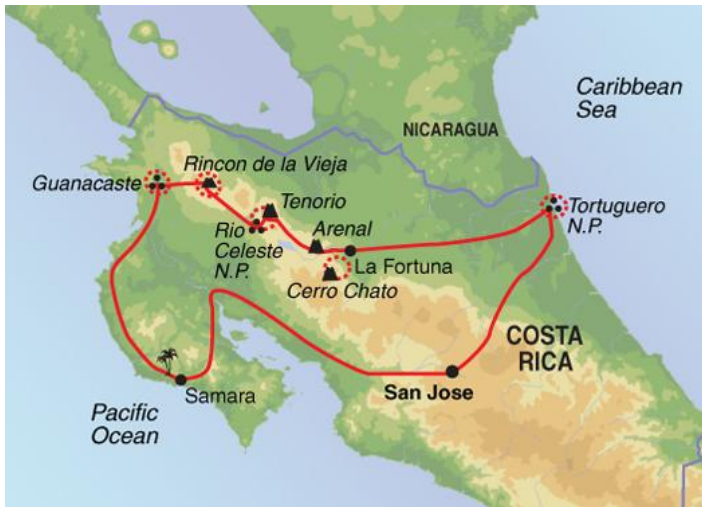 Caribbean
Sea
NICARAGUA
Rincon de la Vieja
Guanacaste
Tenorio
Tortuguero
N.P.
Rio
Celeste
N.P.
Arenal
La Fortuna
Cerro Chato
COSTA
RICA
San Jose
Samara
Pacific
Ocean